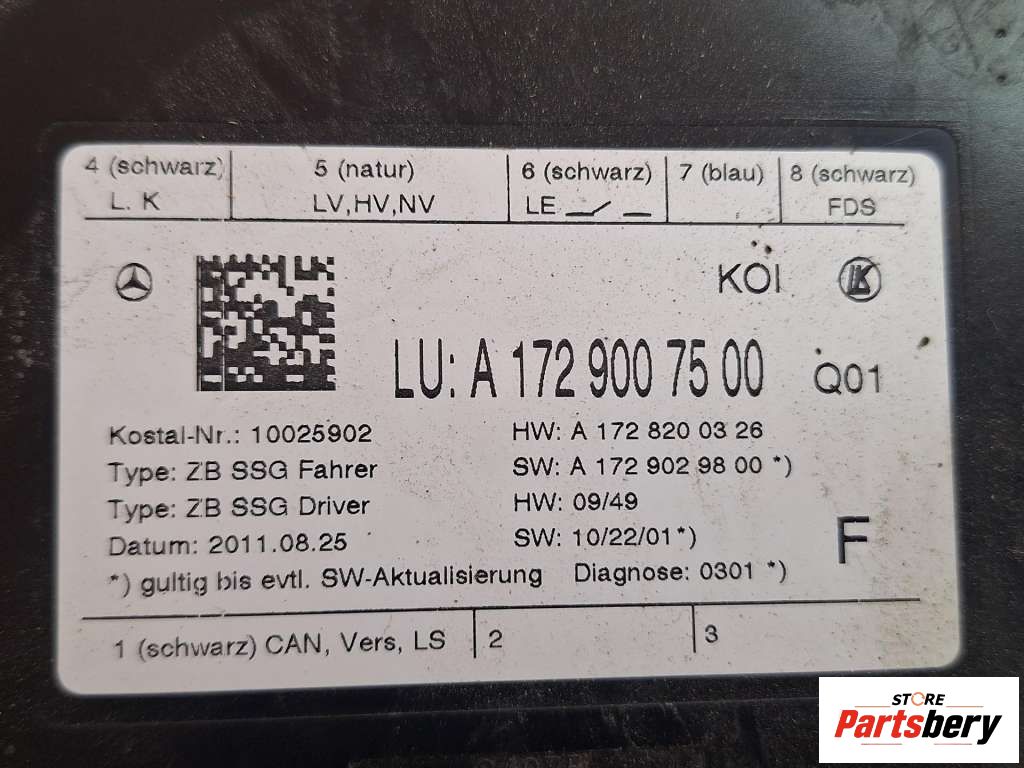 4 (schwarz) 5 (natur) 6 (schwarz) 7 (blau) 8 (schwarz)
L. K LV,HV,NV LE FDS
KOI LK
LU: A 172 900 75 00 Q01
Kostal-Nr.: 10025902 HW: A 172 820 03 26
Type: ZB SSG Fahrer SW: A 172 902 98 00 *)
Type: ZB SSG Driver HW: 09/49
Datum: 2011.08.25 SW: 10/22/01*) F
*) gultig bis evtl. SW-Aktualisierung Diagnose: 0301 *)
1 (schwarz) CAN, Vers, LS 2 3
STORE
Partsbery